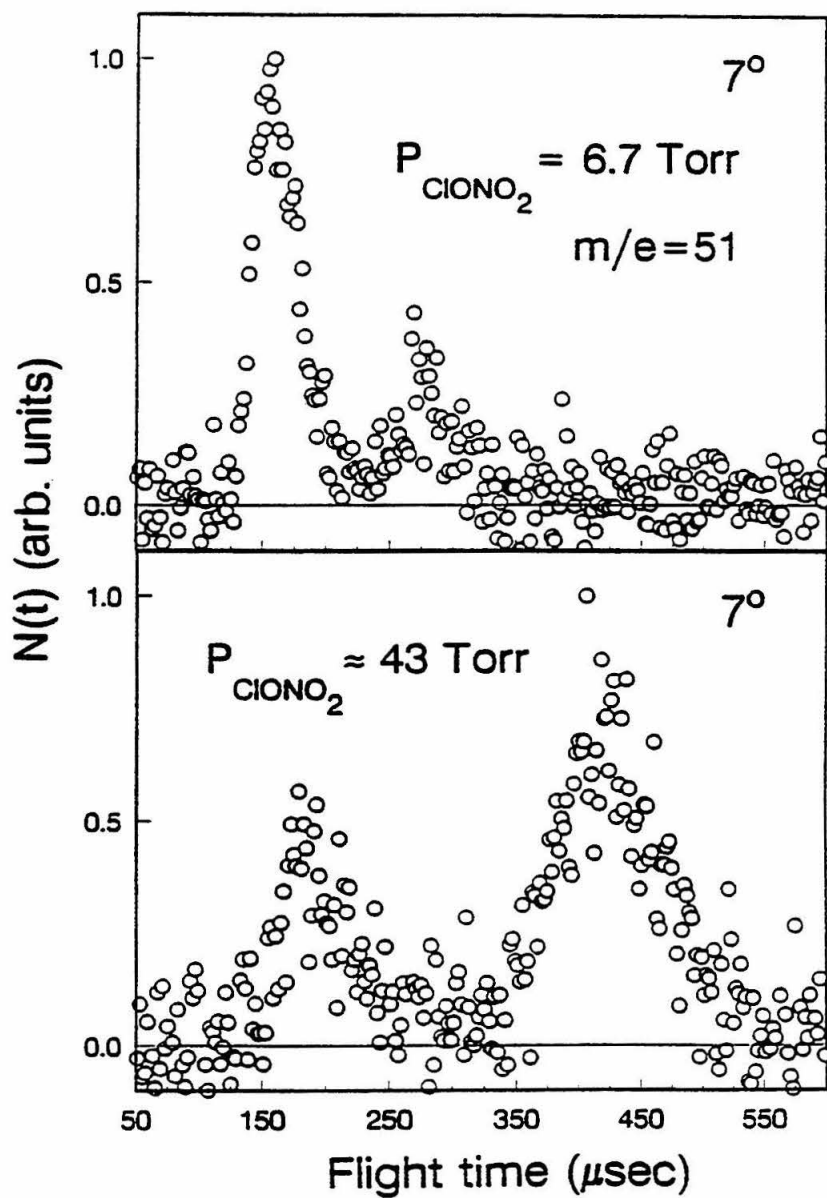 N(t) (arb. units)
1.0
0.5
0.0
7°
P_ClONO₂ = 6.7 Torr
m/e=51
1.0
0.5
0.0
7°
P_ClONO₂ ≈ 43 Torr
50 150 250 350 450 550
Flight time (μsec)